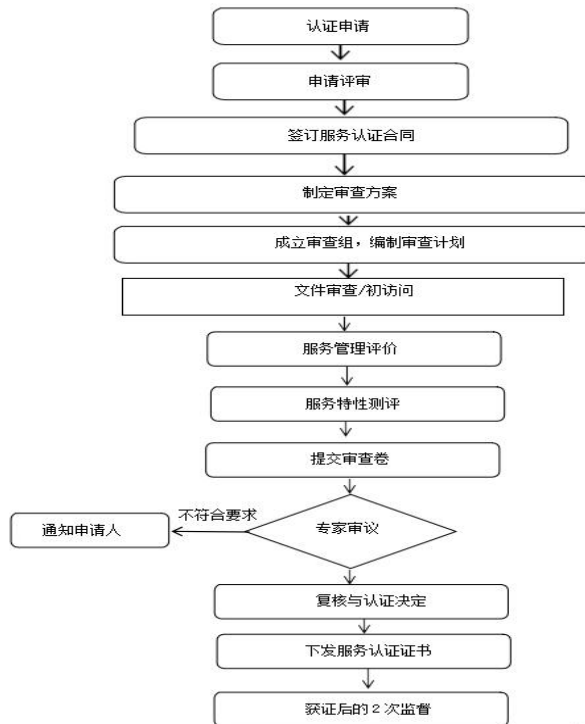 认证申请
申请评审
签订服务认证合同
制定审查方案
成立审查组，编制审查计划
文件审查/初访问
服务管理评价
服务特性测评
提交审查卷
不符合要求
通知申请人
专家审议
复核与认证决定
下发服务认证证书
获证后的2次监督